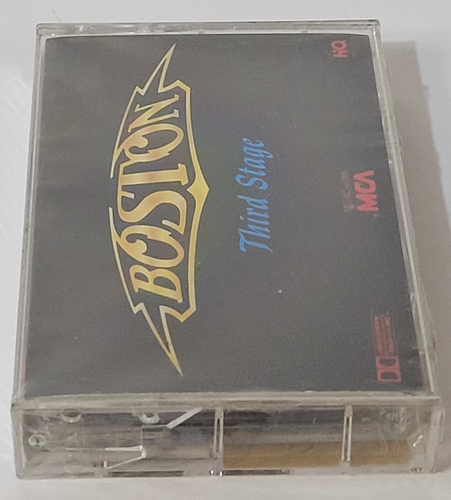 BOSTON
Third Stage
MCA
HQ